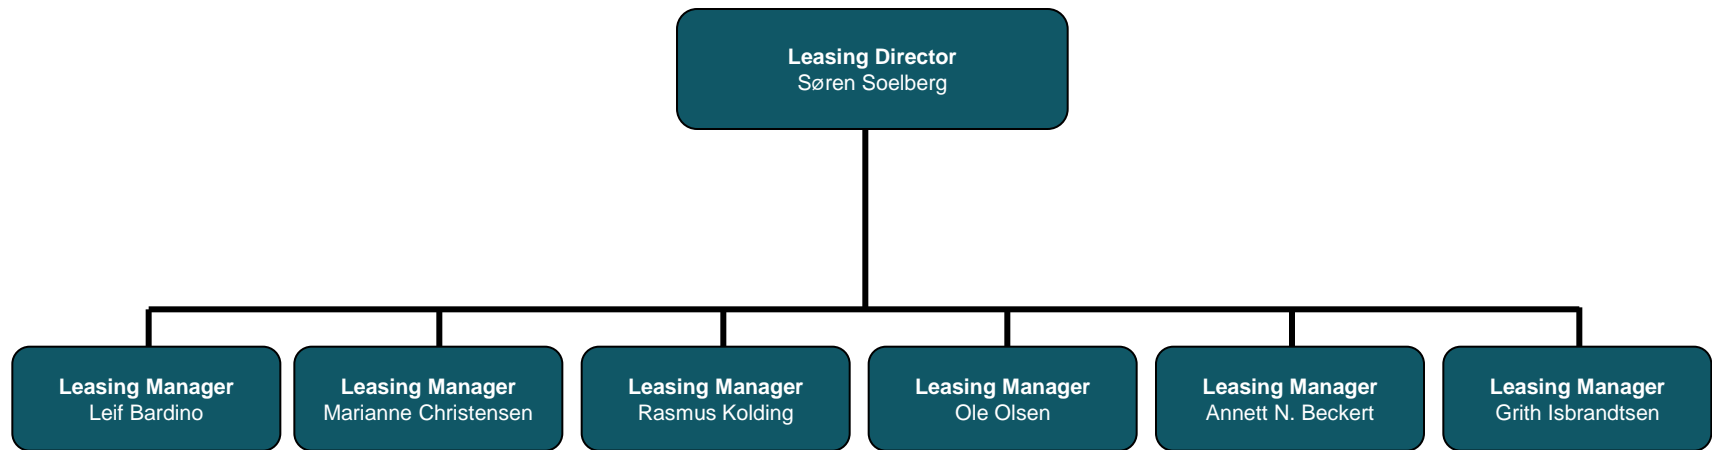 Leasing Director
Søren Soelberg
Leasing Manager
Leif Bardino
Leasing Manager
Marianne Christensen
Leasing Manager
Rasmus Kolding
Leasing Manager
Ole Olsen
Leasing Manager
Annett N. Beckert
Leasing Manager
Grith Isbrandtsen